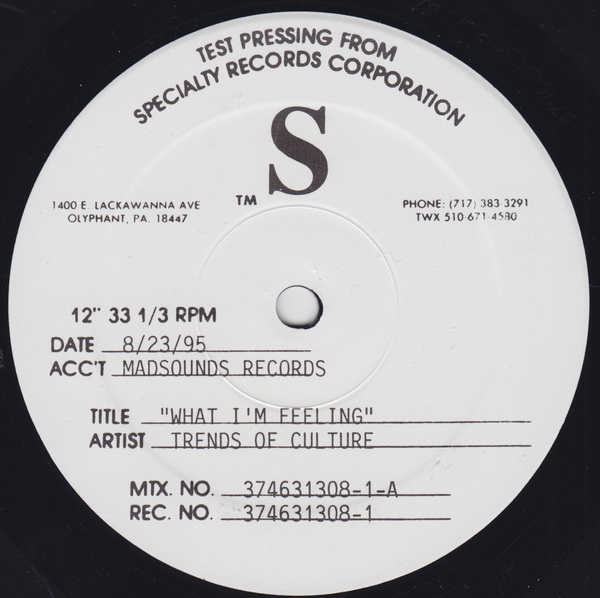 TEST PRESSING FROM
SPECIALTY RECORDS CORPORATION
S
TM
1400 E. LACKAWANNA AVE
OLYPHANT, PA. 18447
PHONE: (717) 383-3291
TWX 510-671-4580
12" 33 1/3 RPM
DATE 8/23/95
ACC'T MADSOUNDS RECORDS
TITLE "WHAT I'M FEELING"
ARTIST TRENDS OF CULTURE
MTX. NO. 374631308-1-A
REC. NO. 374631308-1